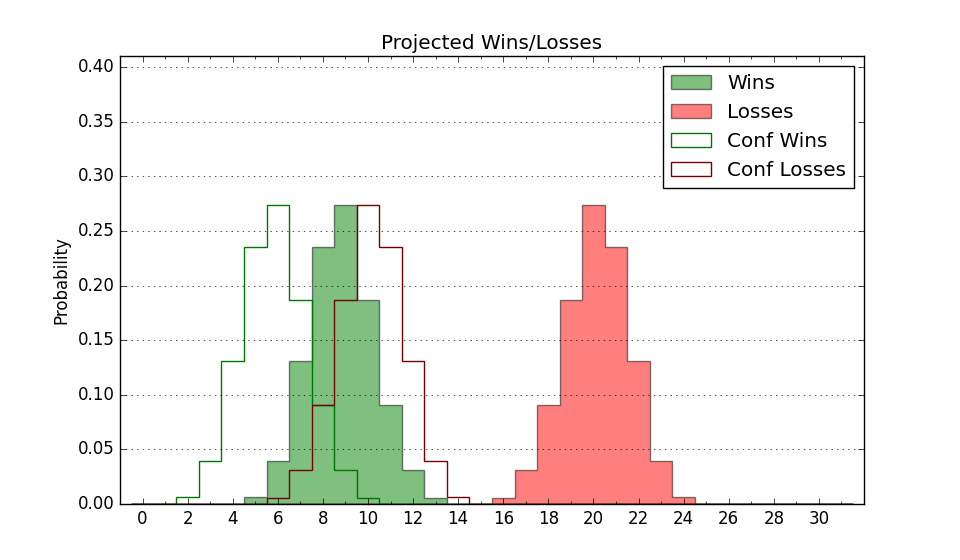 Projected Wins/Losses
0.40
0.35
0.30
0.25
0.20
0.15
0.10
0.05
0.00
Probability
Wins
Losses
Conf Wins
Conf Losses
0 2 4 6 8 10 12 14 16 18 20 22 24 26 28 30